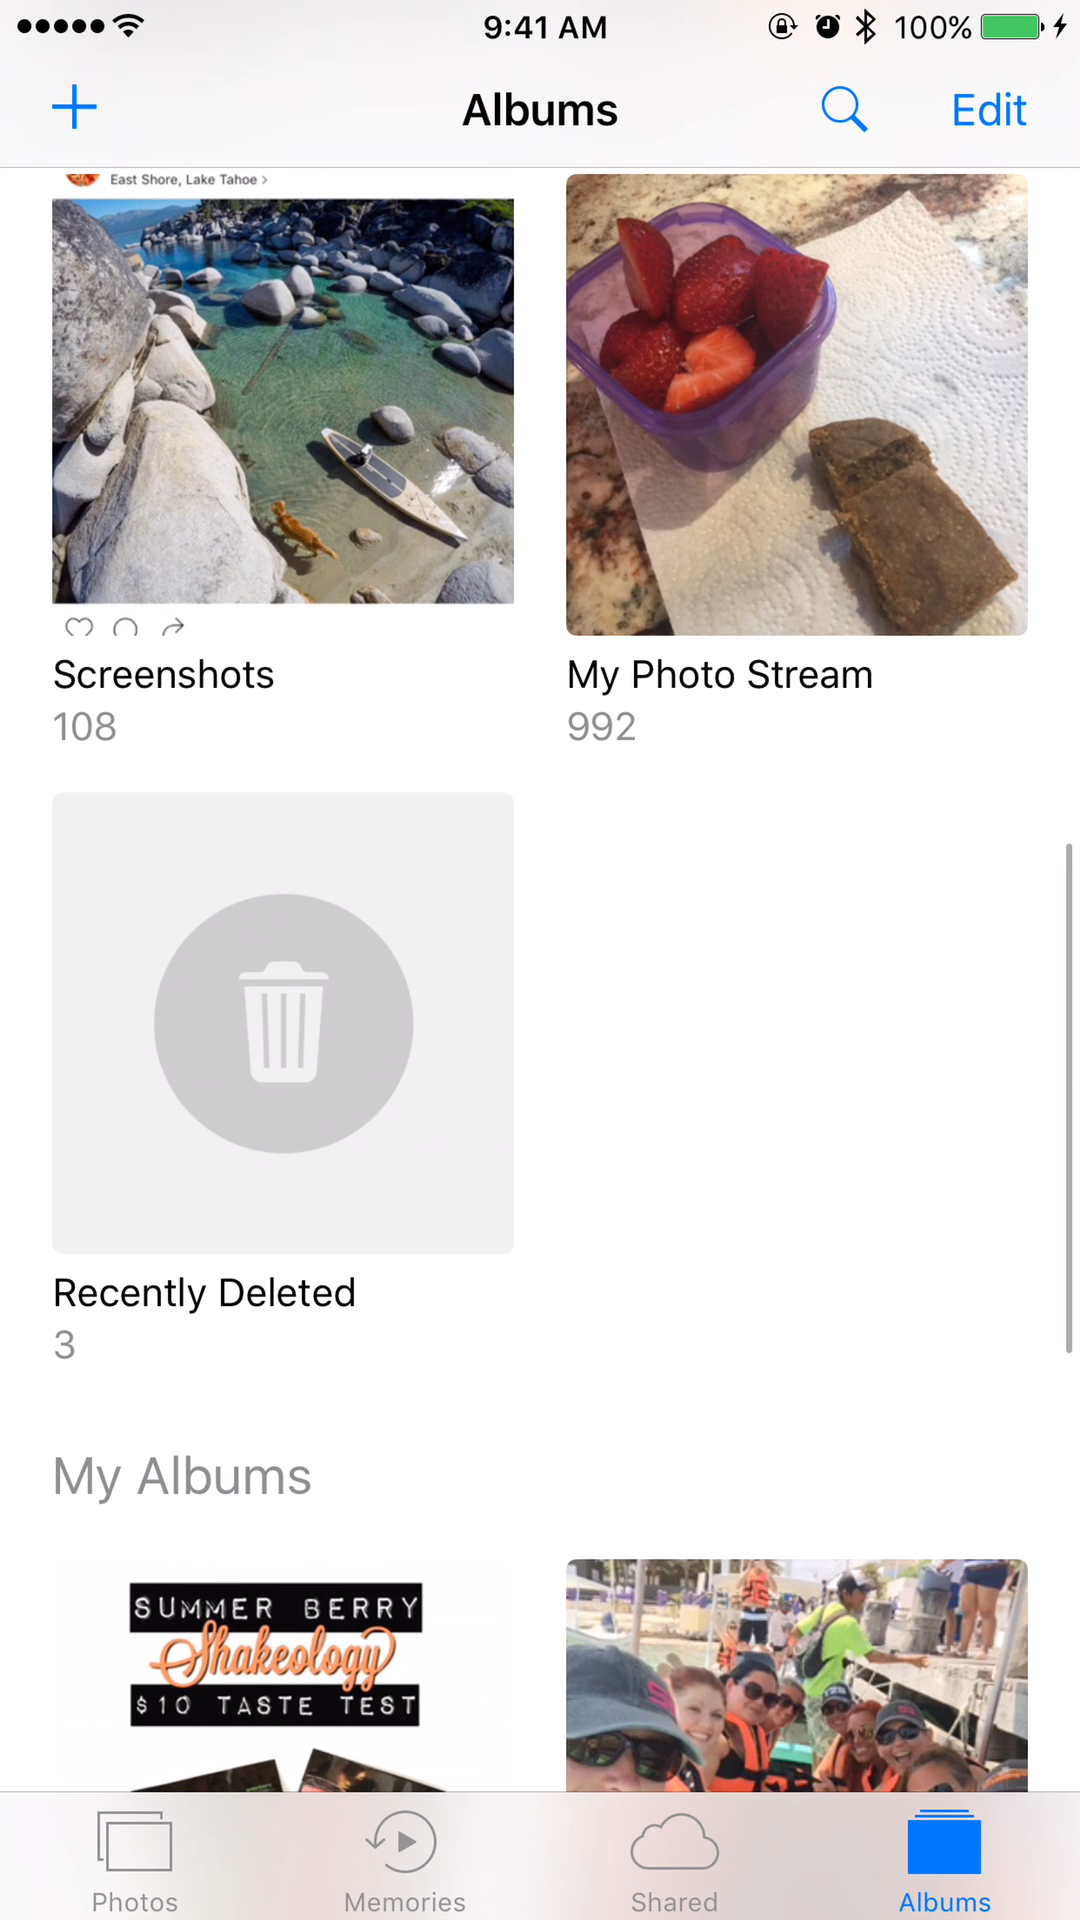 9:41 AM
100%
Albums
Edit
East Shore, Lake Tahoe >
Screenshots
108
My Photo Stream
992
Recently Deleted
3
My Albums
SUMMER BERRY
Shakeology
$10 TASTE TEST
Photos
Memories
Shared
Albums